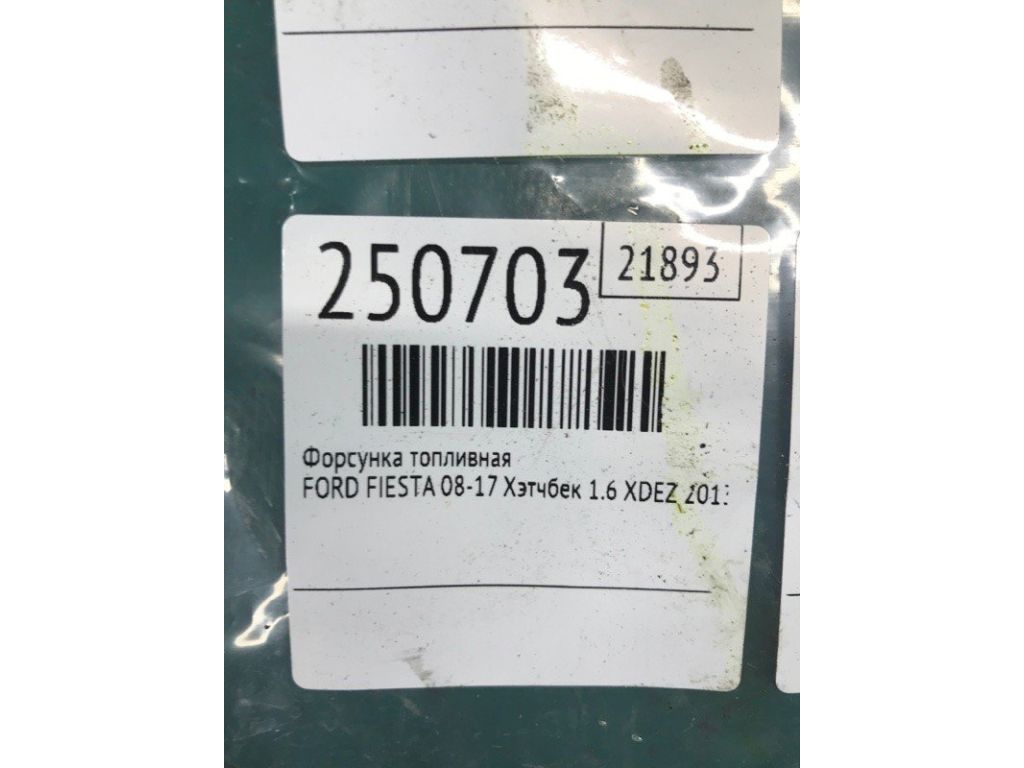 250703 21893
Форсунка топливная
FORD FIESTA 08-17 Хэтчбек 1.6 XDEZ